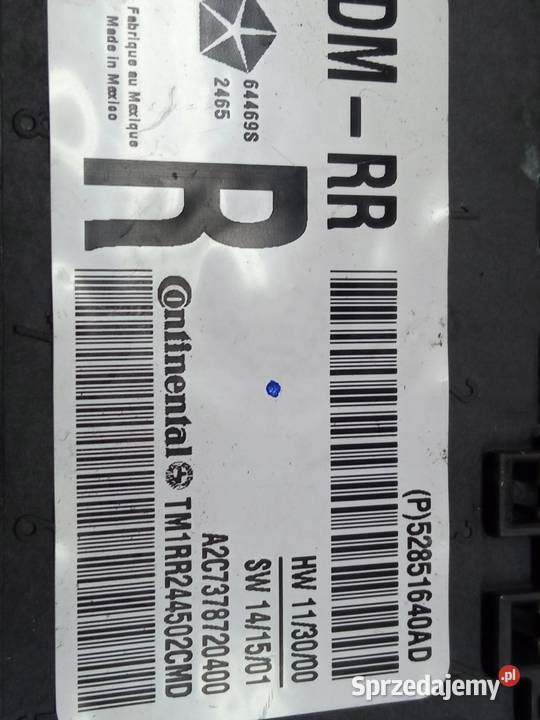 DM-RR
64469S
2465
R
Fabrique au Mexique
Made in Mexico
(P)52851640AD
HW 11/30/00
SW 14/15/01
A2C7378720400
Continental
TM1RR244502CMD
Sprzedajemy.pl